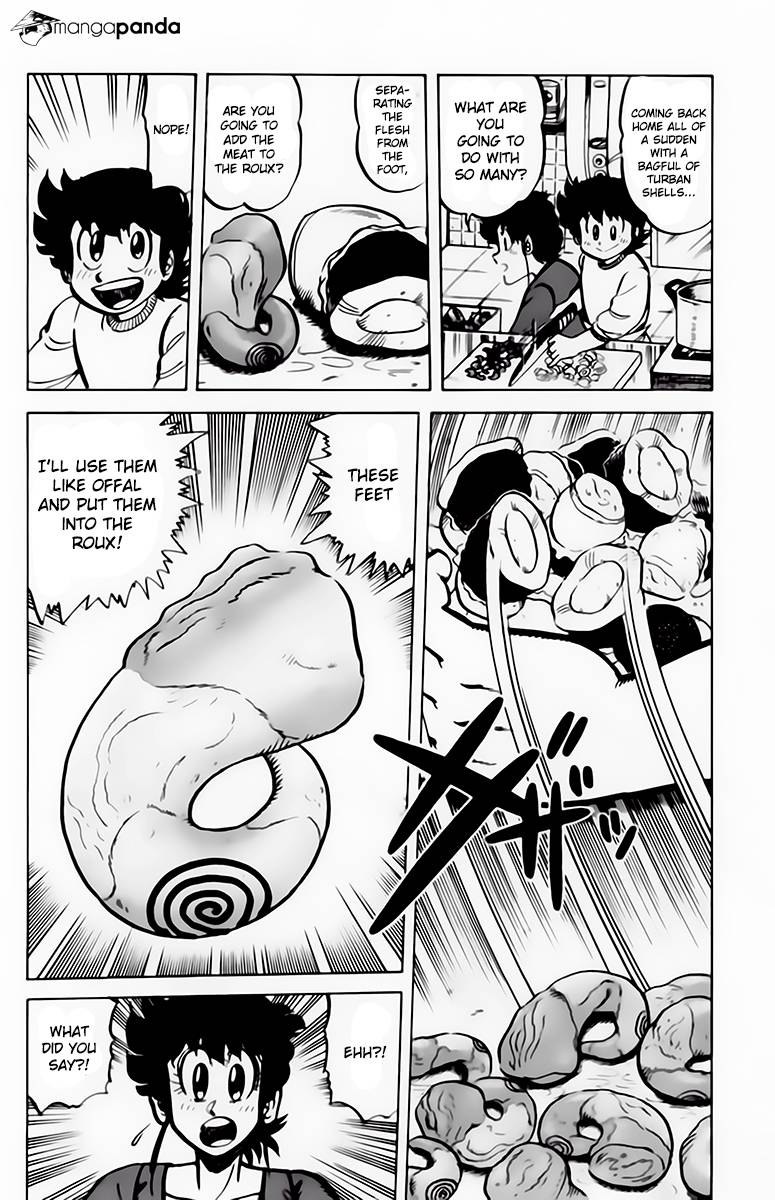 mangapanda
COMING BACK
HOME ALL OF
A SUDDEN
WITH A
BAGFUL OF
TURBAN
SHELLS...
WHAT ARE
YOU
GOING TO
DO WITH
SO MANY?
SEPA-
RATING
THE
FLESH
FROM
THE
FOOT,
ARE YOU
GOING TO
ADD THE
MEAT TO
THE ROUX?
NOPE!
ザザッ
THESE
FEET
I'LL USE THEM
LIKE OFFAL
AND PUT THEM
INTO THE
ROUX!
EHH?!
WHAT
DID YOU
SAY?!